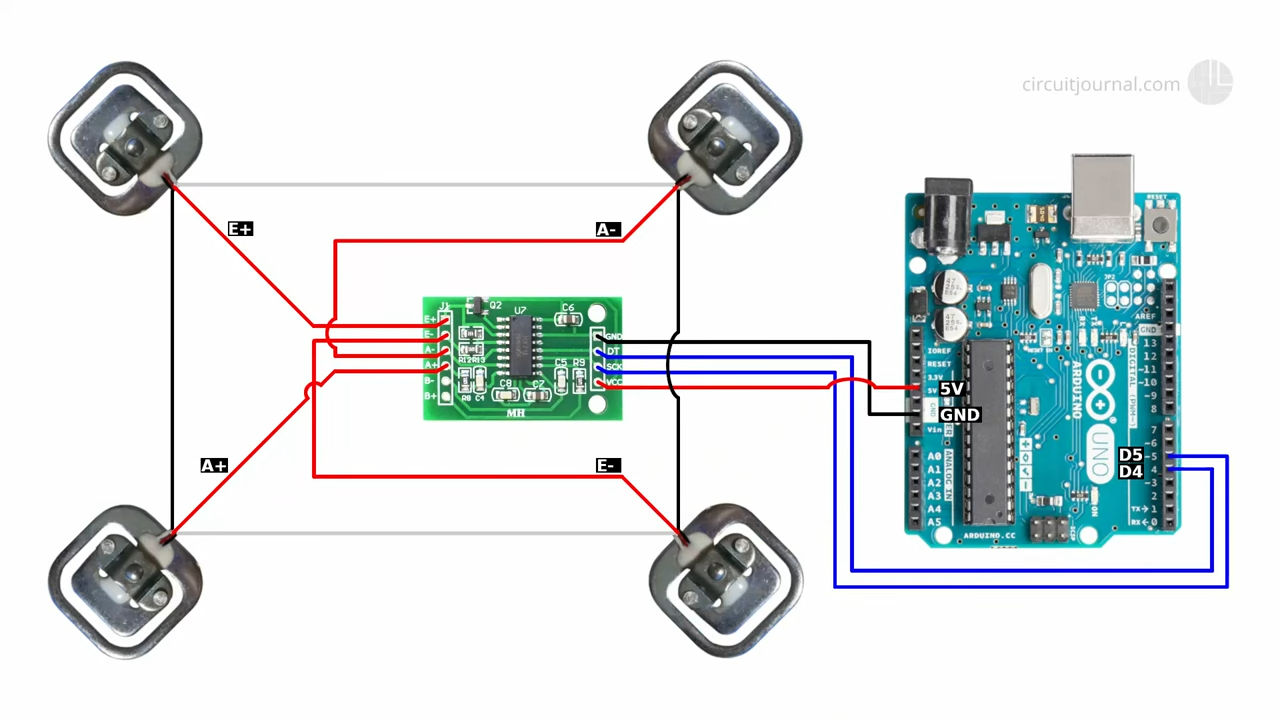 circuitjournal.com
E+
A-
A+
E-
J1
Q2
U7
C6
E+
E-
A-
A+
B-
B+
R12 R13
R8 C4
C8
C7
C5
R9
MH
GND
DT
SCK
VCC
RESET
JP2
AREF
GND
13
12
~11
~10
~9
8
7
~6
~5
4
~3
2
TX→1
RX←0
DIGITAL (PWM~)
ARDUINO
UNO
IOREF
RESET
3.3V
5V
GND
Vin
5V
GND
D5
D4
ANALOG IN
A0
A1
A2
A3
A4
A5
ON
ICSP
ARDUINO.CC